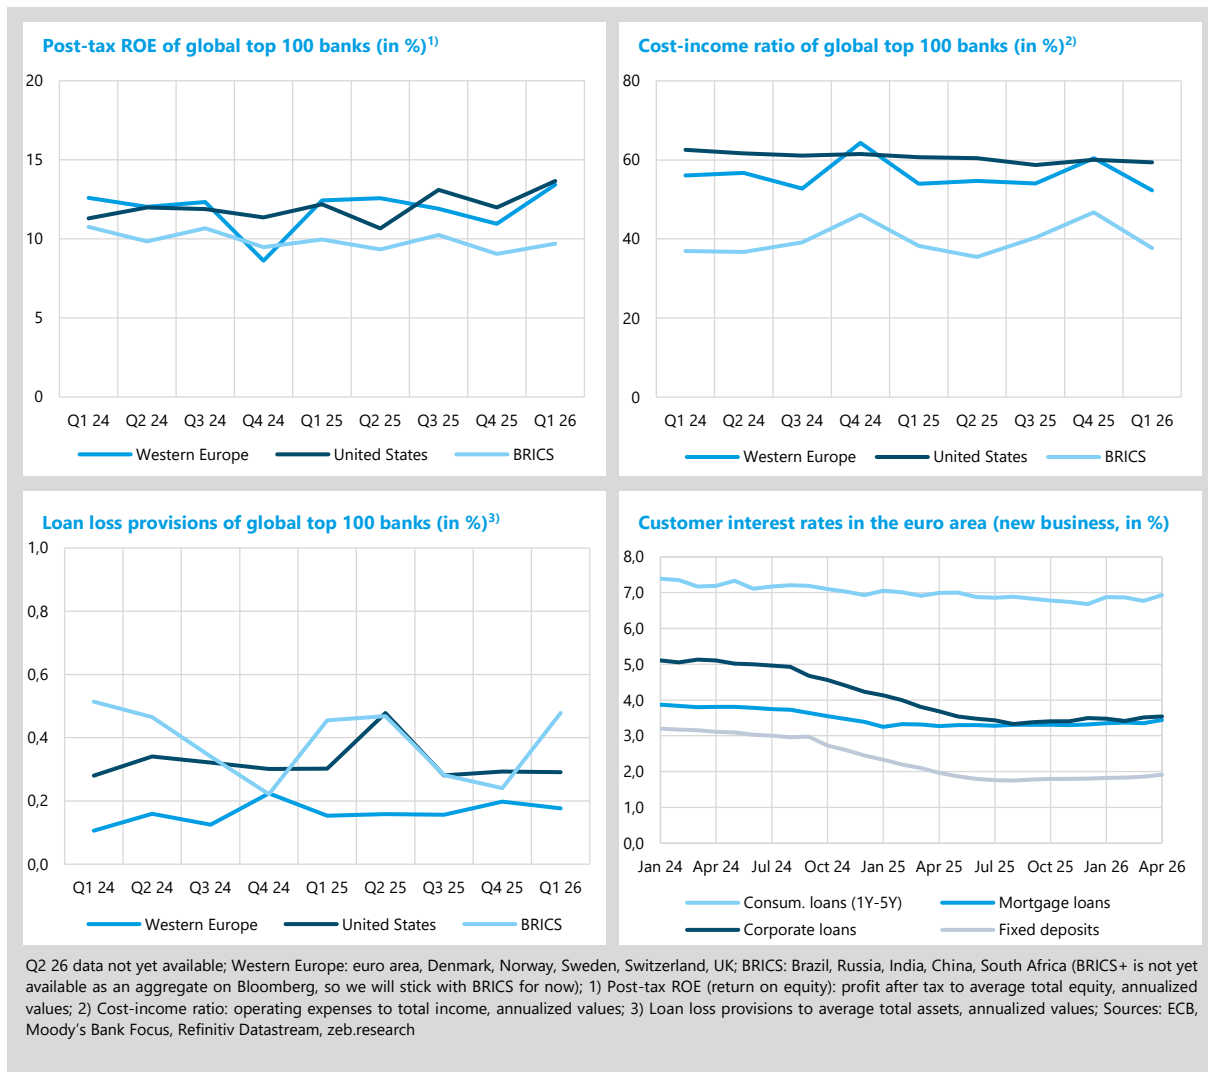 Post-tax ROE of global top 100 banks (in %)1)
20
15
10
5
0
Q1 24 Q2 24 Q3 24 Q4 24 Q1 25 Q2 25 Q3 25 Q4 25 Q1 26
Western Europe United States BRICS
Cost-income ratio of global top 100 banks (in %)2)
80
60
40
20
0
Q1 24 Q2 24 Q3 24 Q4 24 Q1 25 Q2 25 Q3 25 Q4 25 Q1 26
Western Europe United States BRICS
Loan loss provisions of global top 100 banks (in %)3)
1,0
0,8
0,6
0,4
0,2
0,0
Q1 24 Q2 24 Q3 24 Q4 24 Q1 25 Q2 25 Q3 25 Q4 25 Q1 26
Western Europe United States BRICS
Customer interest rates in the euro area (new business, in %)
8,0
7,0
6,0
5,0
4,0
3,0
2,0
1,0
0,0
Jan 24 Apr 24 Jul 24 Oct 24 Jan 25 Apr 25 Jul 25 Oct 25 Jan 26 Apr 26
Consum. loans (1Y-5Y) Mortgage loans
Corporate loans Fixed deposits
Q2 26 data not yet available; Western Europe: euro area, Denmark, Norway, Sweden, Switzerland, UK; BRICS: Brazil, Russia, India, China, South Africa (BRICS+ is not yet
available as an aggregate on Bloomberg, so we will stick with BRICS for now); 1) Post-tax ROE (return on equity): profit after tax to average total equity, annualized
values; 2) Cost-income ratio: operating expenses to total income, annualized values; 3) Loan loss provisions to average total assets, annualized values; Sources: ECB,
Moody's Bank Focus, Refinitiv Datastream, zeb.research